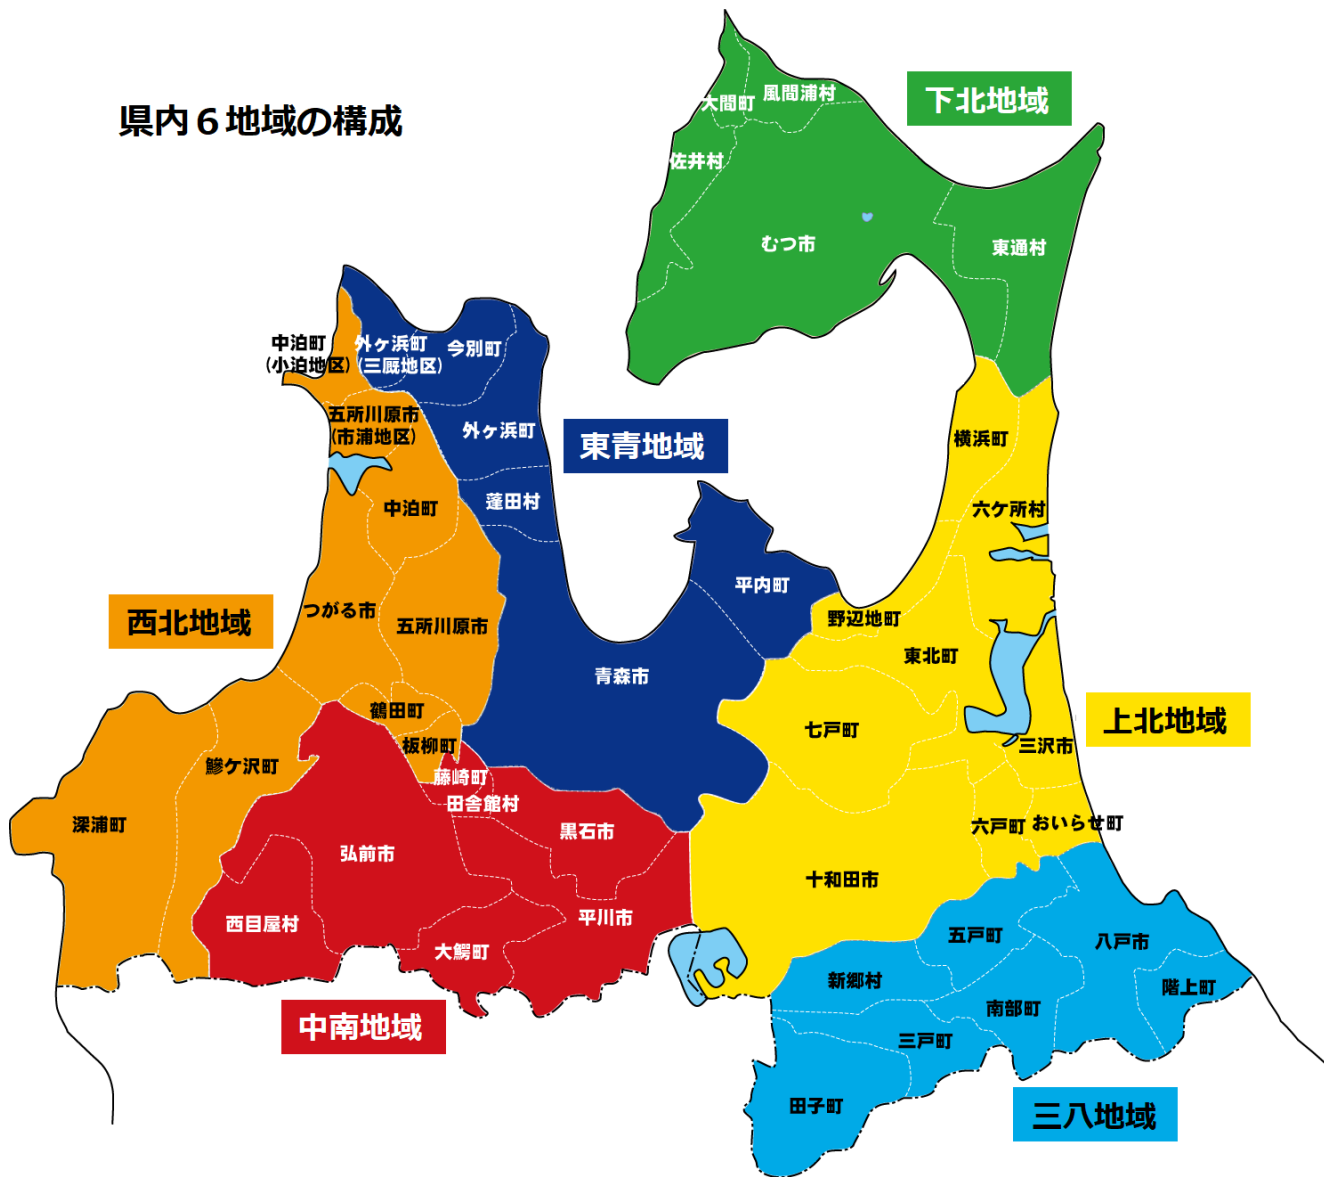 県内６地域の構成
下北地域
大間町
風間浦村
佐井村
むつ市
東通村
中泊町
(小泊地区)
外ヶ浜町
(三厩地区)
今別町
五所川原市
(市浦地区)
外ヶ浜町
東青地域
横浜町
蓬田村
中泊町
六ケ所村
平内町
西北地域
つがる市
五所川原市
野辺地町
東北町
青森市
鶴田町
七戸町
上北地域
板柳町
三沢市
鰺ケ沢町
藤崎町
田舎館村
深浦町
黒石市
六戸町
おいらせ町
弘前市
十和田市
西目屋村
平川市
大鰐町
五戸町
八戸市
新郷村
階上町
南部町
中南地域
三戸町
田子町
三八地域